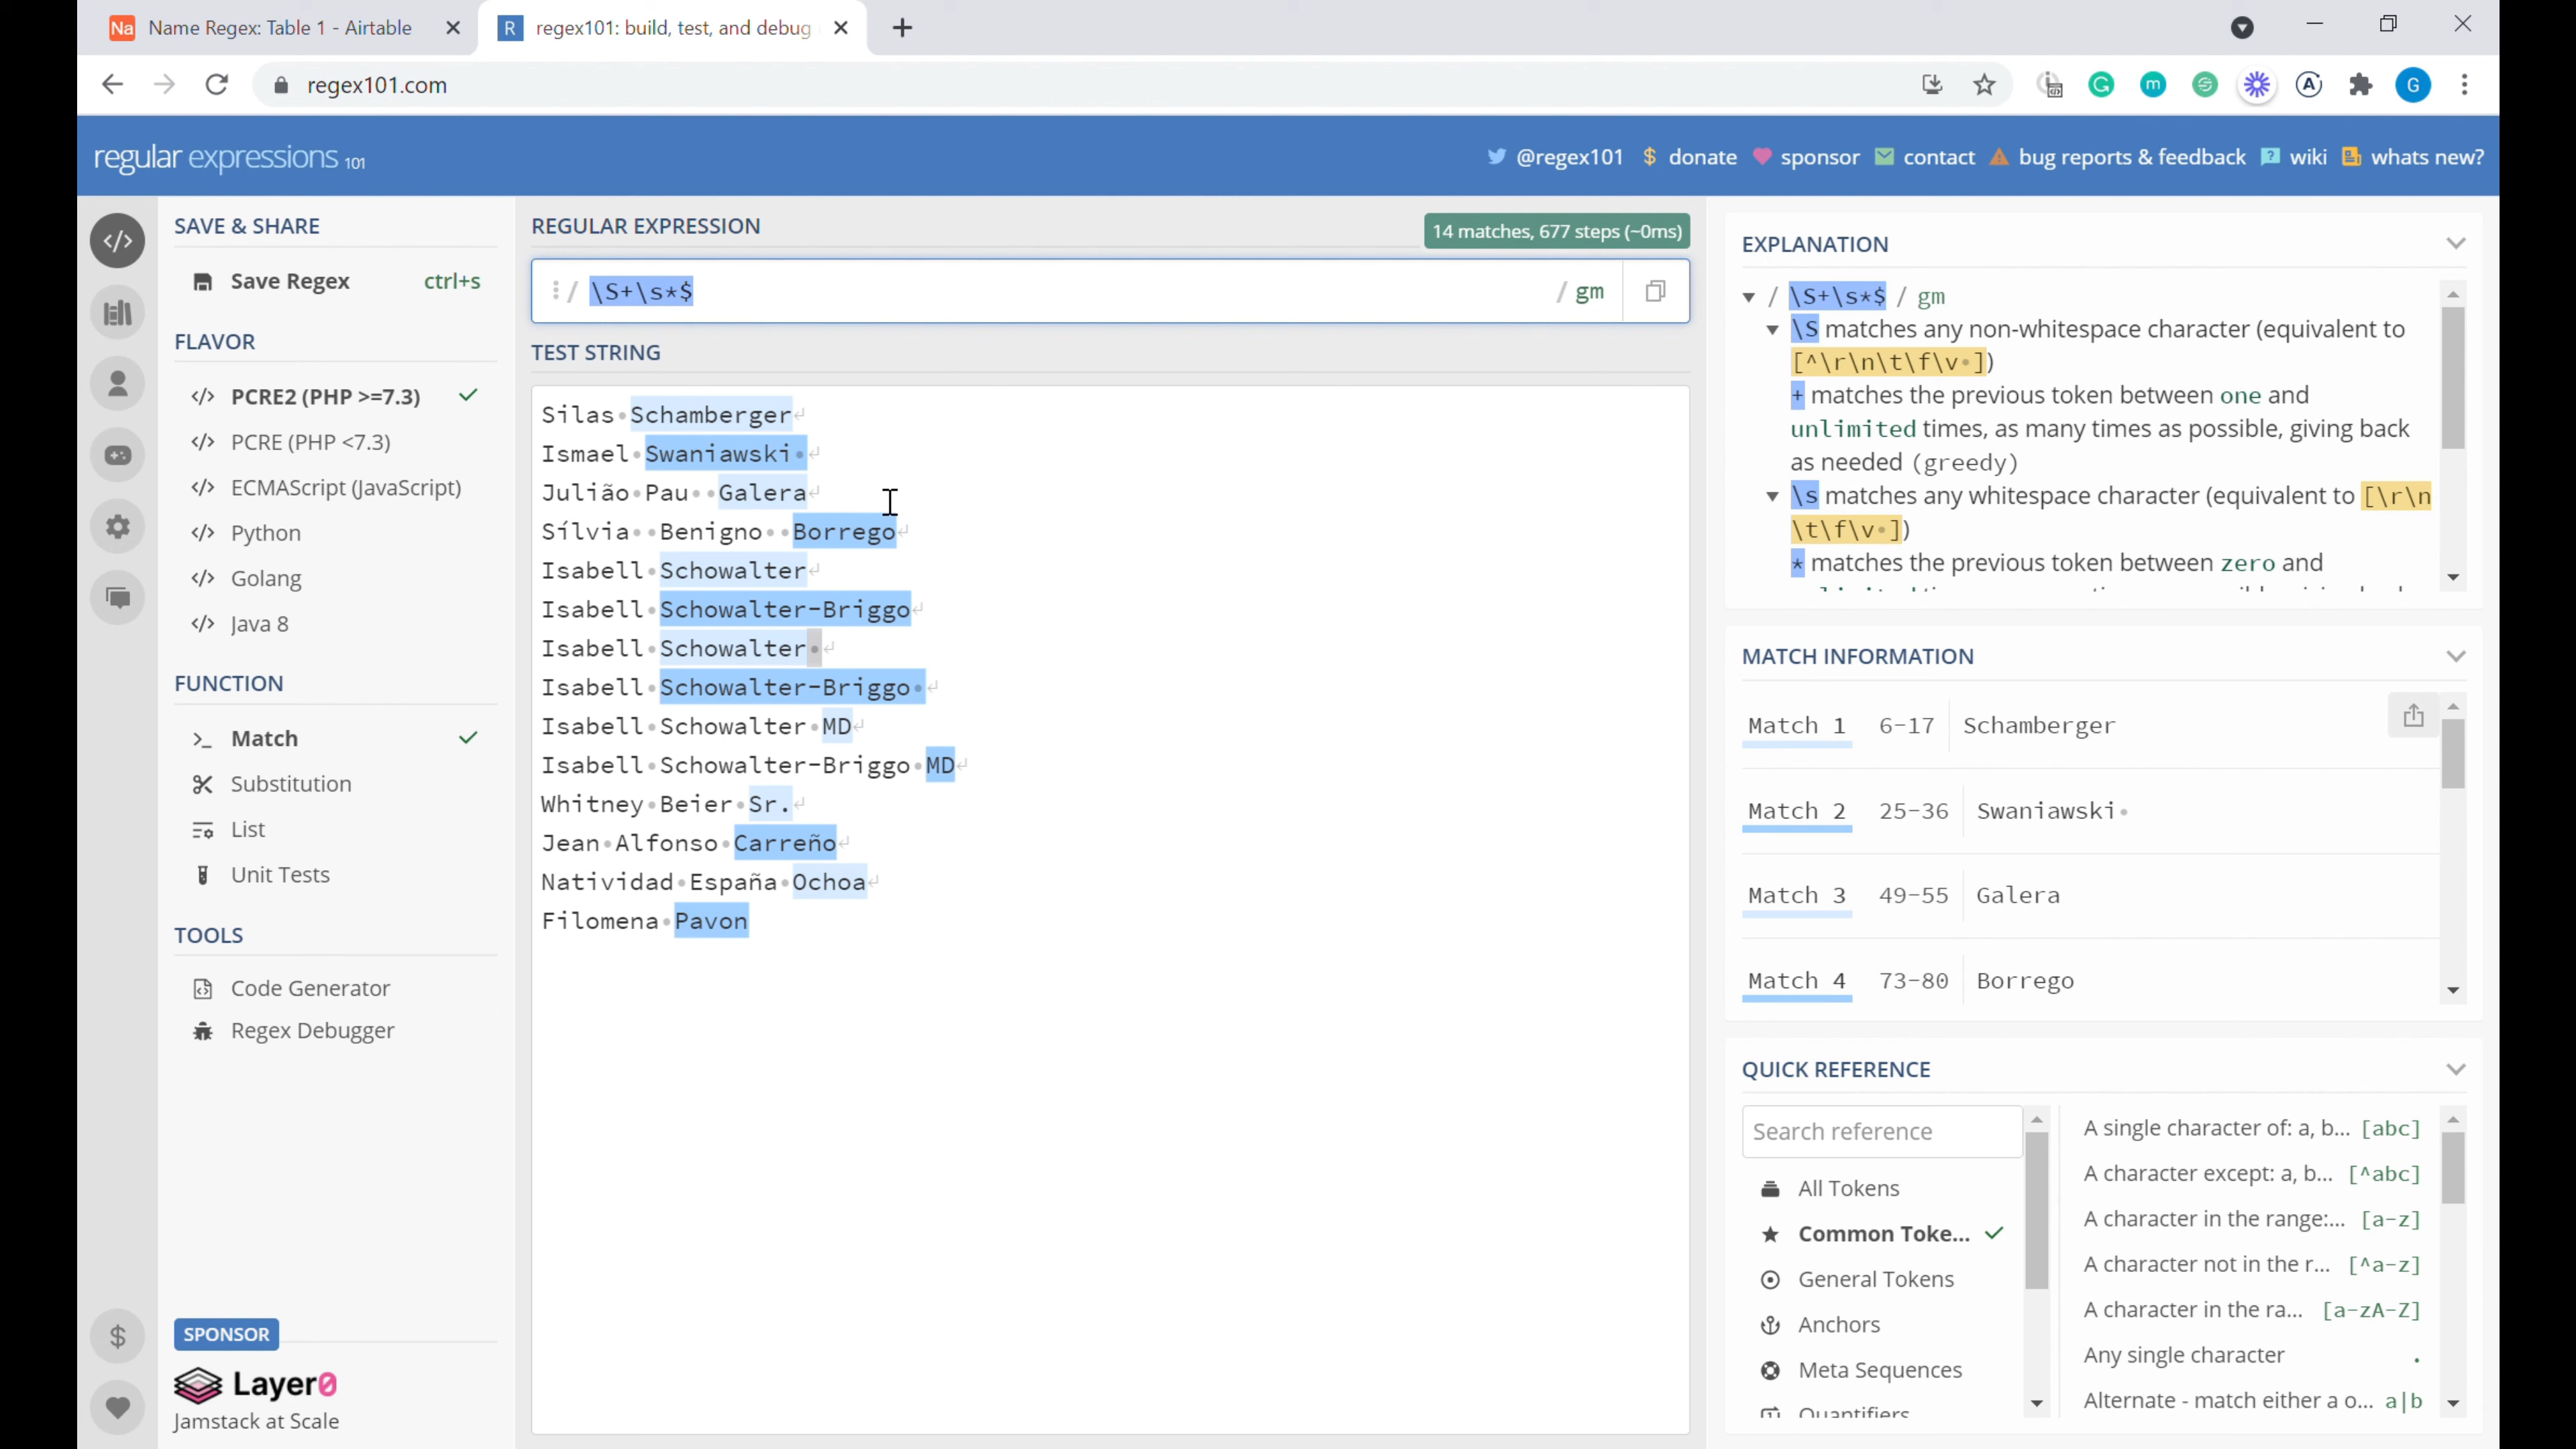 Name Regex: Table 1 - Airtable
regex101: build, test, and debug
regex101.com
regular expressions 101
@regex101 $ donate sponsor contact bug reports & feedback wiki whats new?
SAVE & SHARE
Save Regex ctrl+s
FLAVOR
</> PCRE2 (PHP >=7.3)
</> PCRE (PHP <7.3)
</> ECMAScript (JavaScript)
</> Python
</> Golang
</> Java 8
FUNCTION
>_ Match
Substitution
List
Unit Tests
TOOLS
Code Generator
Regex Debugger
SPONSOR
Layer0
Jamstack at Scale
REGULAR EXPRESSION
14 matches, 677 steps (~0ms)
/ \S+\s*$ / gm
TEST STRING
Silas·Schamberger↵
Ismael·Swaniawski·↵
Julião·Pau··Galera↵
Sílvia··Benigno··Borrego↵
Isabell·Schowalter↵
Isabell·Schowalter-Briggo↵
Isabell·Schowalter·↵
Isabell·Schowalter-Briggo·↵
Isabell·Schowalter·MD↵
Isabell·Schowalter-Briggo·MD↵
Whitney·Beier·Sr.↵
Jean·Alfonso·Carreño↵
Natividad·España·Ochoa↵
Filomena·Pavon
EXPLANATION
/ \S+\s*$ / gm
\S matches any non-whitespace character (equivalent to
[^\r\n\t\f\v·])
+ matches the previous token between one and
unlimited times, as many times as possible, giving back
as needed (greedy)
\s matches any whitespace character (equivalent to [\r\n
\t\f\v·])
* matches the previous token between zero and
MATCH INFORMATION
Match 1 6-17 Schamberger
Match 2 25-36 Swaniawski·
Match 3 49-55 Galera
Match 4 73-80 Borrego
QUICK REFERENCE
Search reference
All Tokens
Common Toke...
General Tokens
Anchors
Meta Sequences
Quantifiers
A single character of: a, b... [abc]
A character except: a, b... [^abc]
A character in the range:... [a-z]
A character not in the r... [^a-z]
A character in the ra... [a-zA-Z]
Any single character .
Alternate - match either a o... a|b